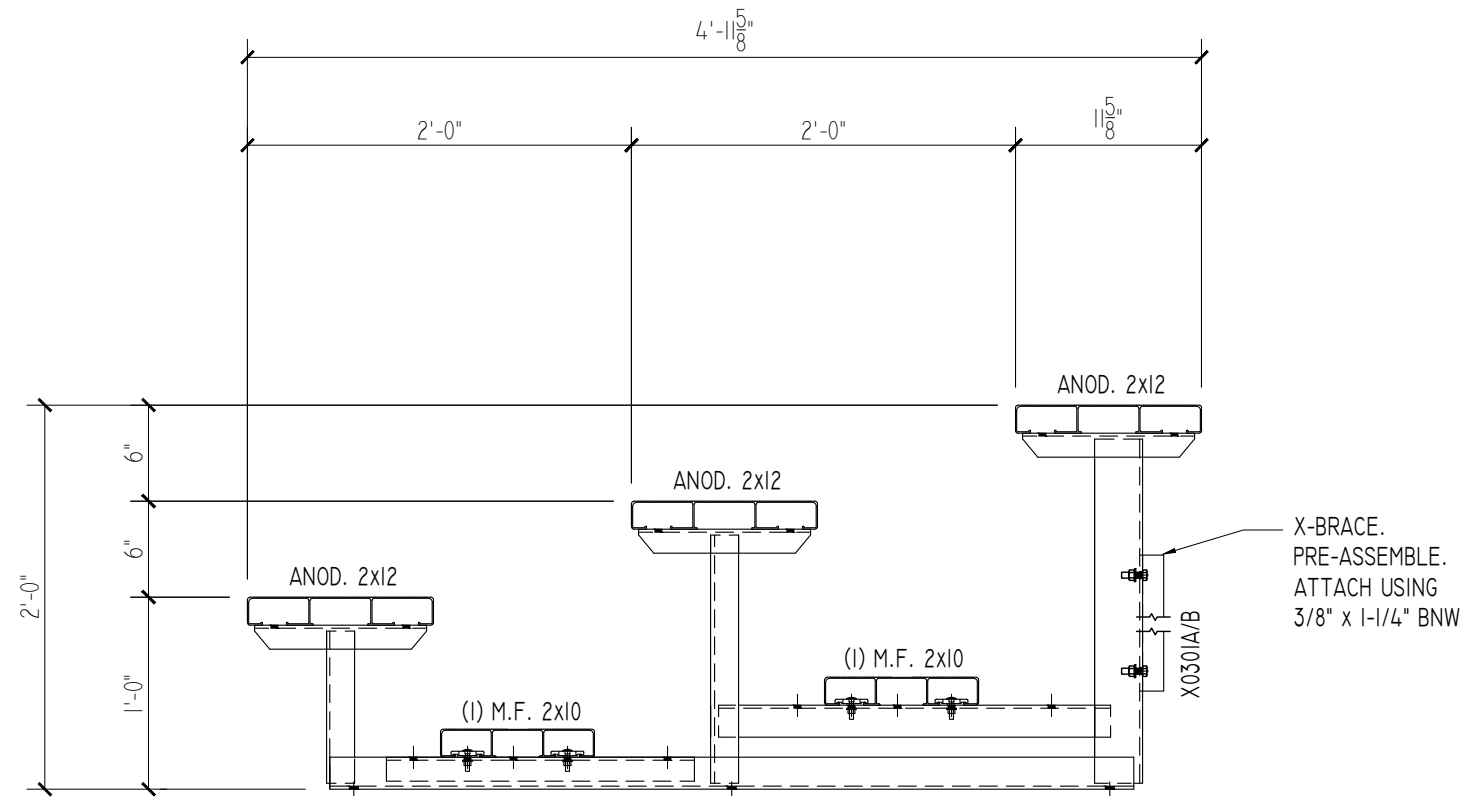 4'-11 5/8"
2'-0"
2'-0"
11 5/8"
ANOD. 2x12
ANOD. 2x12
ANOD. 2x12
6"
6"
2'-0"
1'-0"
X-BRACE.
PRE-ASSEMBLE.
ATTACH USING
3/8" x 1-1/4" BNW
X0301A/B
(1) M.F. 2x10
(1) M.F. 2x10